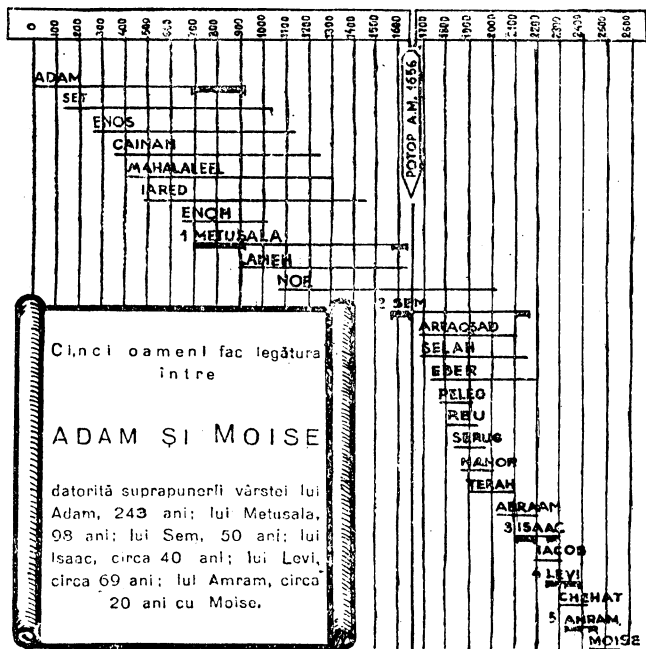 0 100 200 300 400 500 600 700 800 900 1000 1100 1200 1300 1400 1500 1600 1700 1800 1900 2000 2100 2200 2300 2400 2500 2600
POTOP A.M. 1656
ADAM
SET
ENOS
CAINAN
MAHALALEEL
IARED
ENOH
1 METUSALA
LAMEH
NOE
2 SEM
ARFACSAD
SELAH
EBER
PELEG
REU
SERUG
NAHOR
TERAH
ABRAAM
3 ISAAC
IACOB
4 LEVI
CHEHAT
5 AMRAM
MOISE
Cinci oameni fac legătura
între
ADAM ȘI MOISE
datorită suprapunerii vârstei lui
Adam, 243 ani; lui Metusala,
98 ani; lui Sem, 50 ani; lui
Isaac, circa 40 ani; lui Levi,
circa 69 ani; lui Amram, circa
20 ani cu Moise.